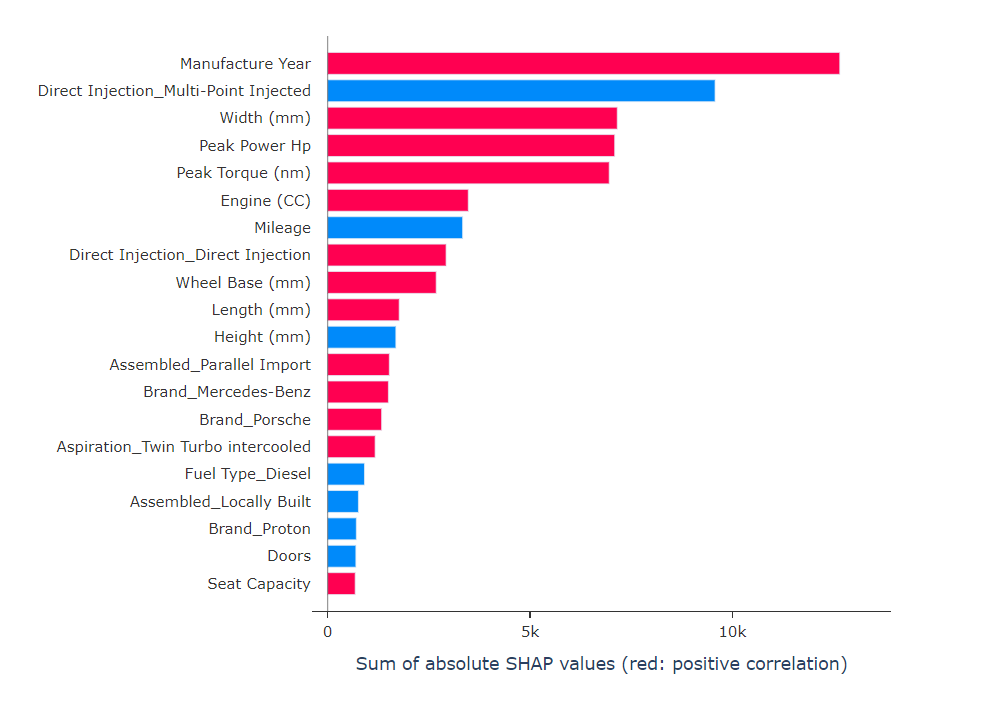 Manufacture Year
Direct Injection_Multi-Point Injected
Width (mm)
Peak Power Hp
Peak Torque (nm)
Engine (CC)
Mileage
Direct Injection_Direct Injection
Wheel Base (mm)
Length (mm)
Height (mm)
Assembled_Parallel Import
Brand_Mercedes-Benz
Brand_Porsche
Aspiration_Twin Turbo intercooled
Fuel Type_Diesel
Assembled_Locally Built
Brand_Proton
Doors
Seat Capacity
0 5k 10k
Sum of absolute SHAP values (red: positive correlation)